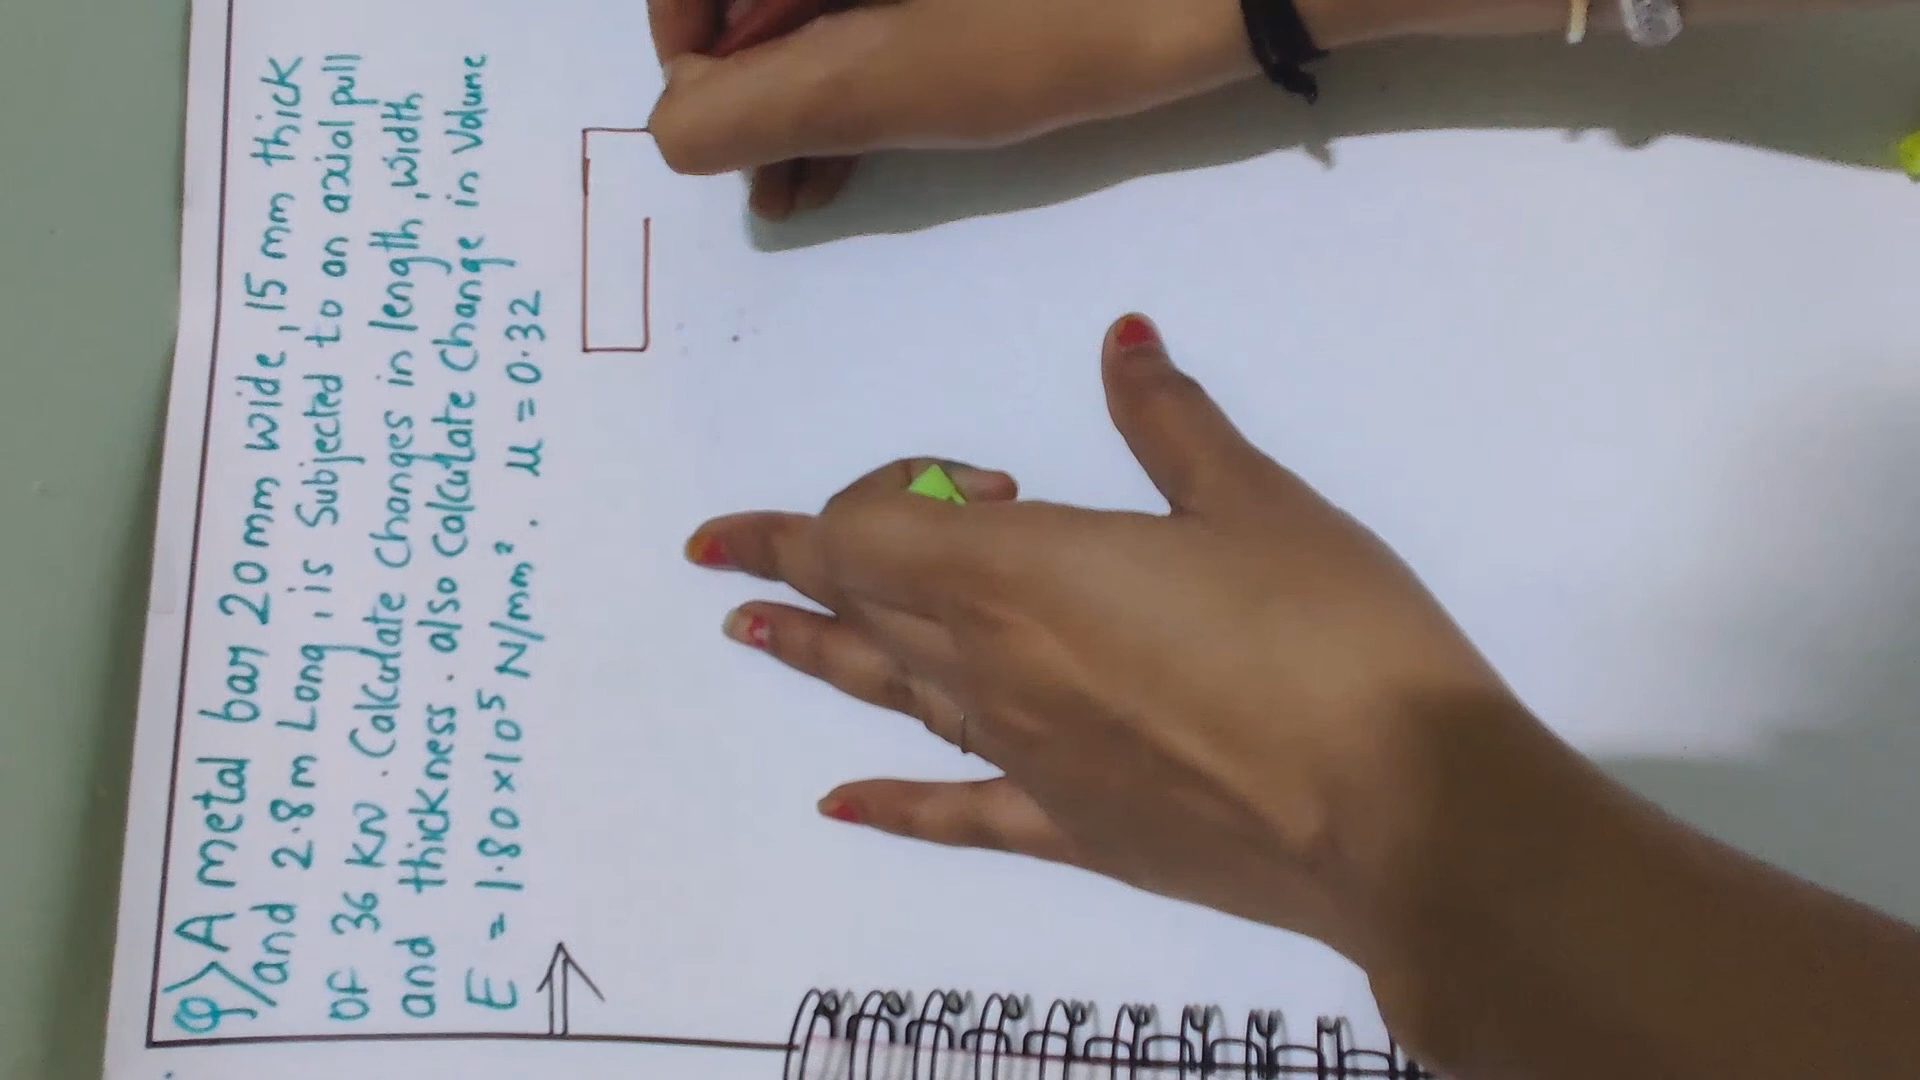 Q> A metal bar 20 mm wide, 15 mm thick
and 2.8 m Long, is Subjected to an axial pull
of 36 KN. Calculate changes in length, width
and thickness. also calculate change in volume
E = 1.80 × 10⁵ N/mm². μ = 0.32